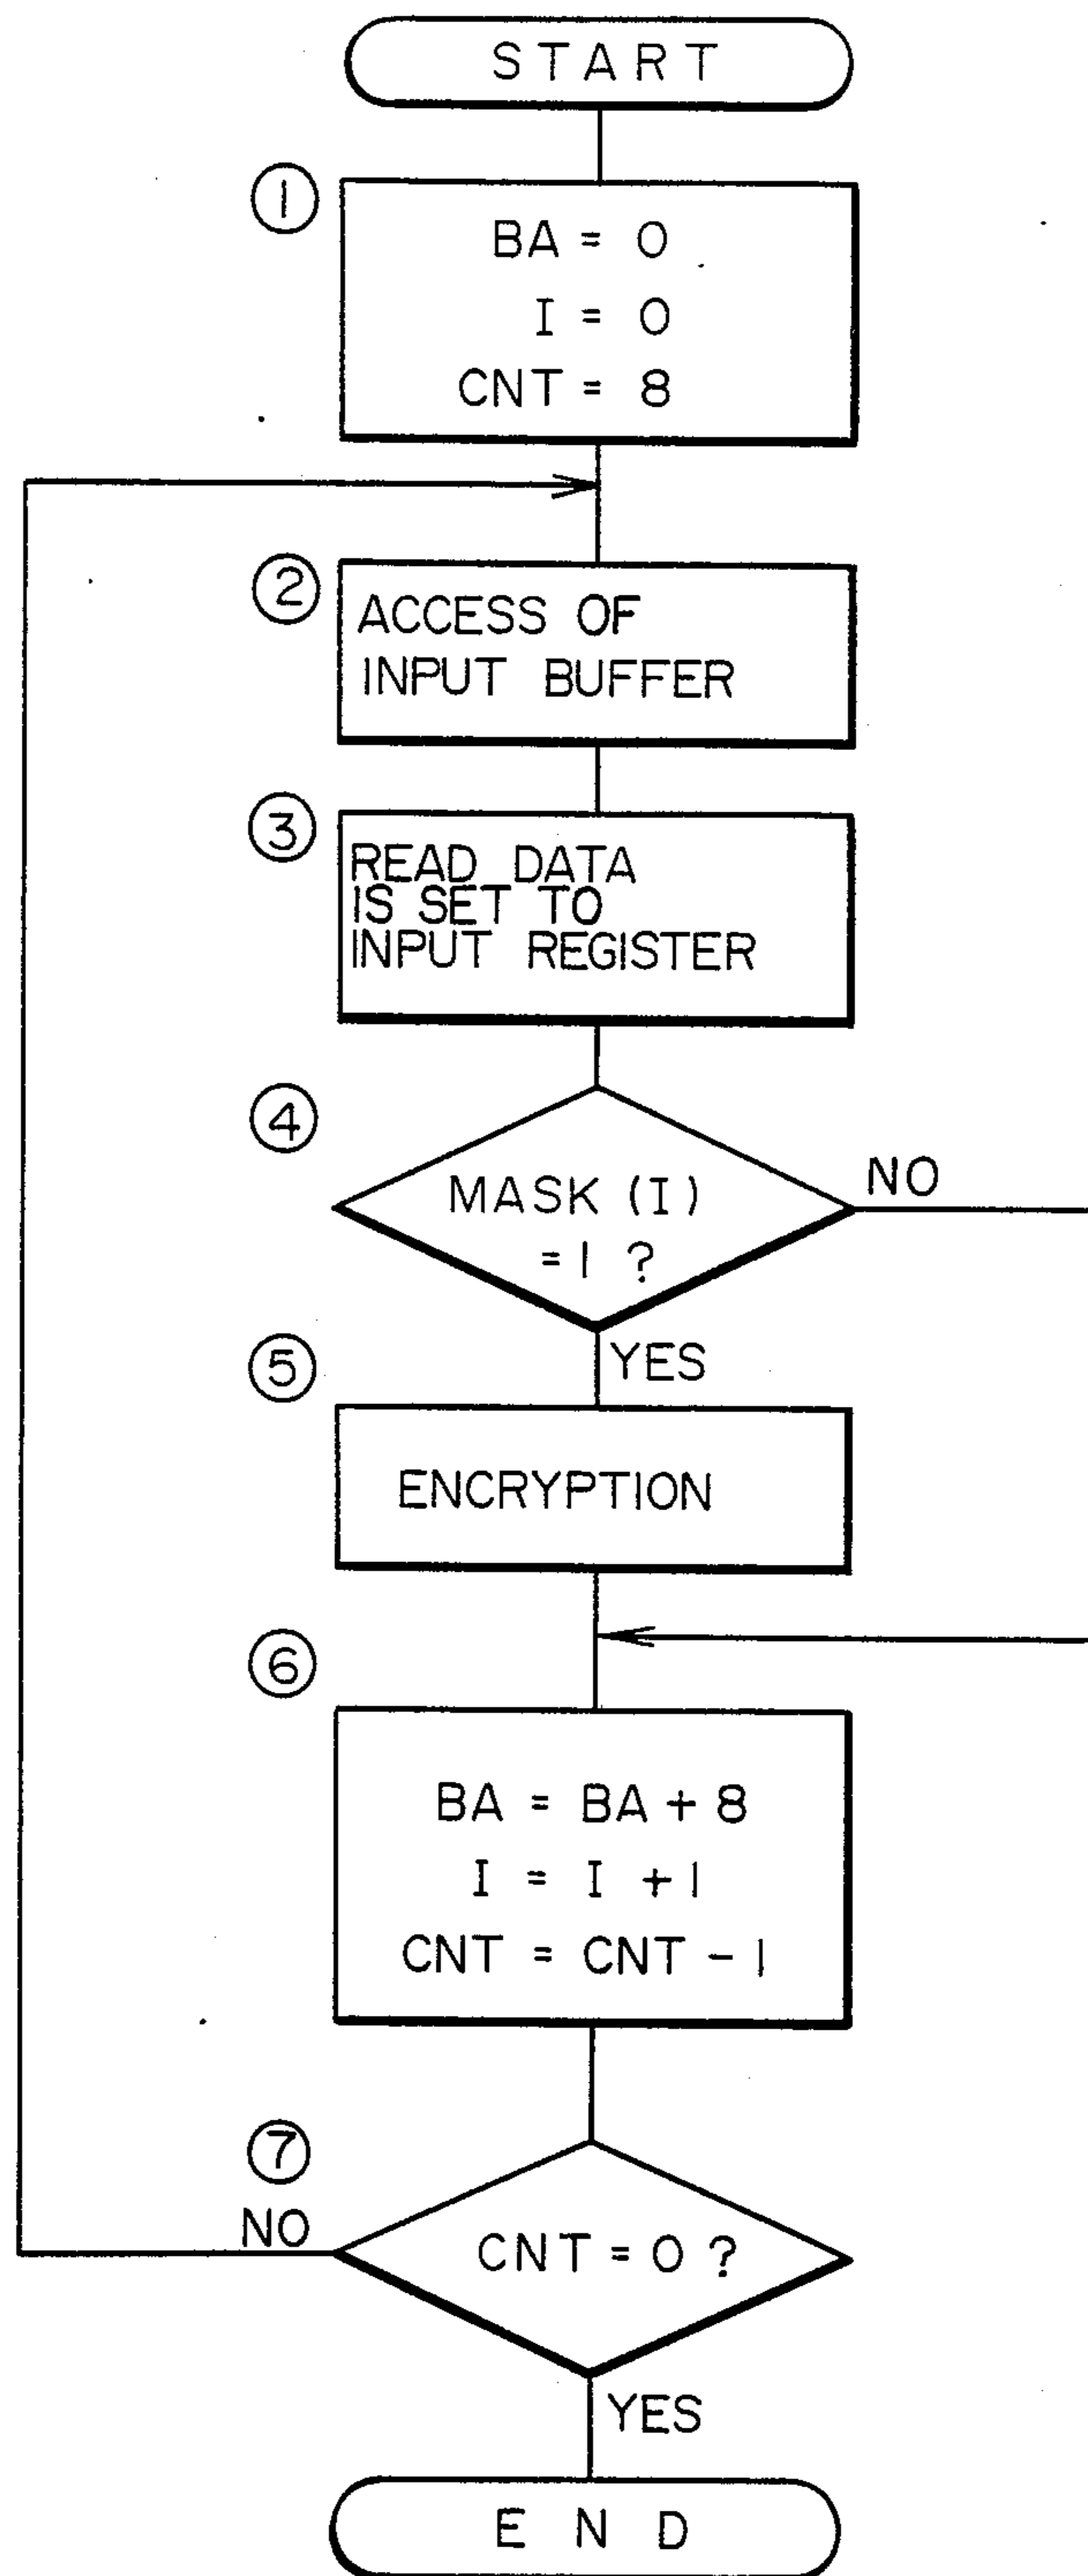 START
①
BA = 0
I = 0
CNT = 8
②
ACCESS OF
INPUT BUFFER
③
READ DATA
IS SET TO
INPUT REGISTER
④
MASK (I)
=1 ?
NO
YES
⑤
ENCRYPTION
⑥
BA = BA + 8
I = I + 1
CNT = CNT - 1
⑦
NO
CNT = 0 ?
YES
END